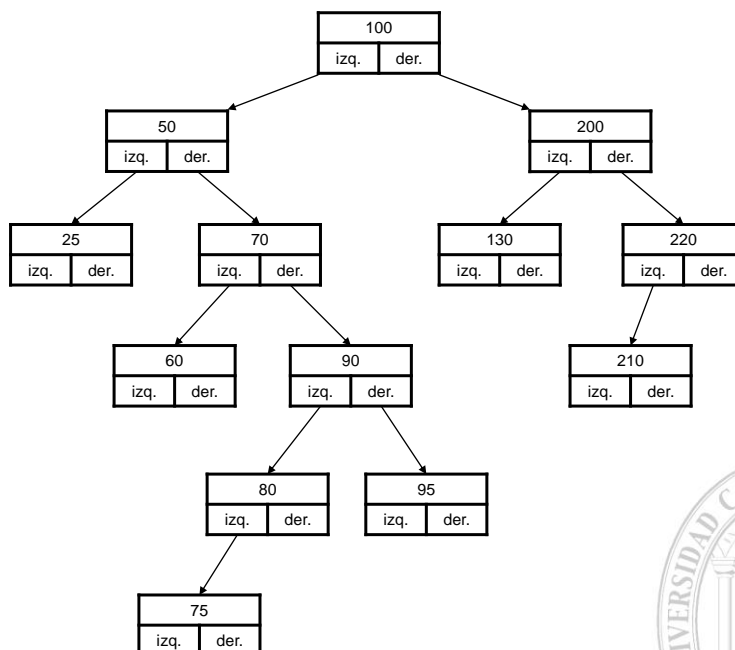 100
izq. der.
50
izq. der.
200
izq. der.
25
izq. der.
70
izq. der.
130
izq. der.
220
izq. der.
60
izq. der.
90
izq. der.
210
izq. der.
80
izq. der.
95
izq. der.
75
izq. der.